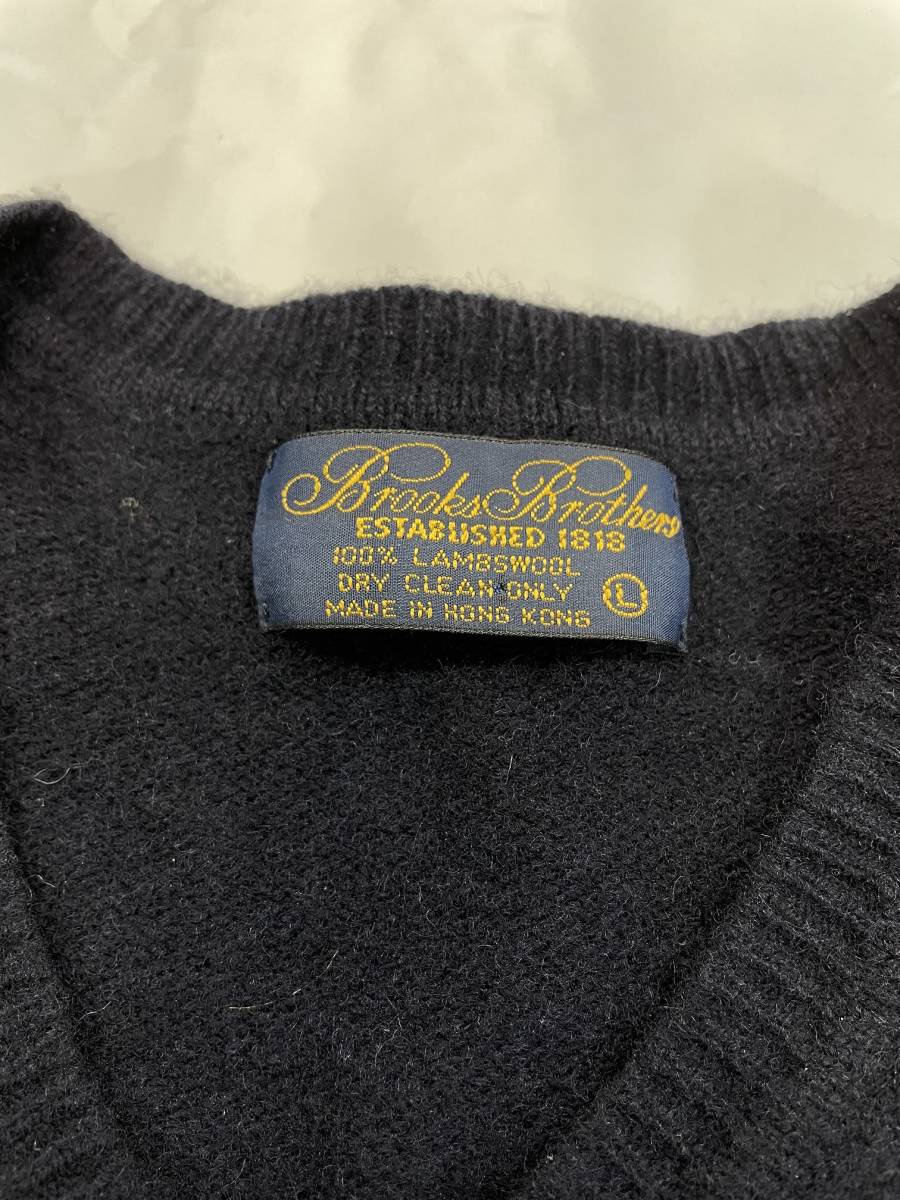 Brooks Brothers
ESTABLISHED 1818
100% LAMBSWOOL
DRY CLEAN ONLY
MADE IN HONG KONG
L